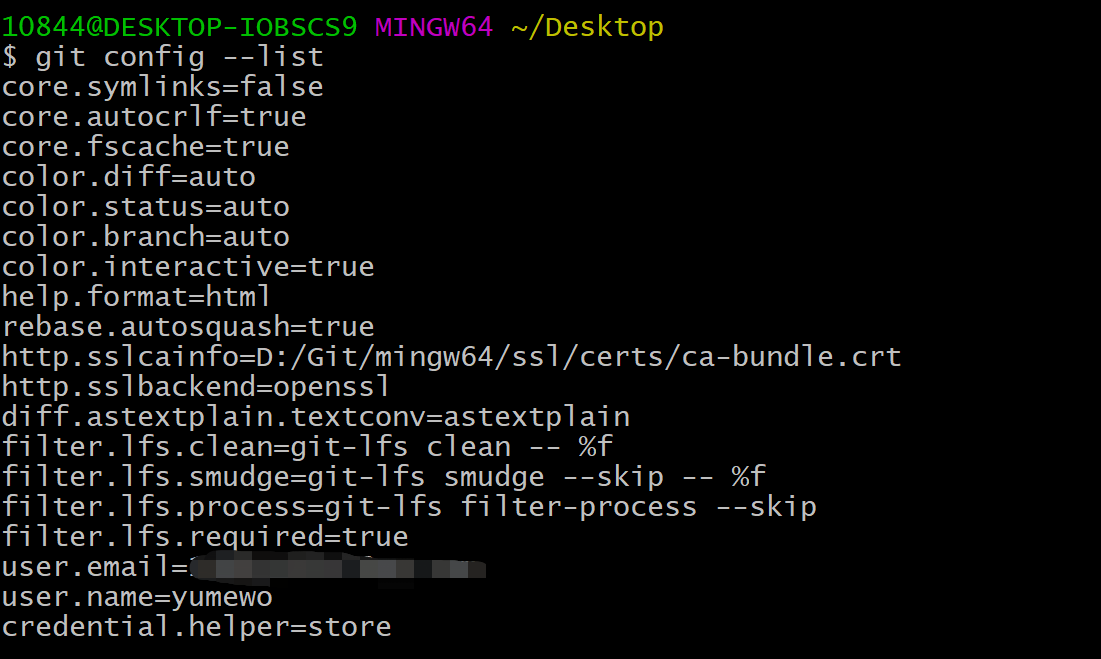 10844@DESKTOP-IOBSCS9 MINGW64 ~/Desktop
$ git config --list
core.symlinks=false
core.autocrlf=true
core.fscache=true
color.diff=auto
color.status=auto
color.branch=auto
color.interactive=true
help.format=html
rebase.autosquash=true
http.sslcainfo=D:/Git/mingw64/ssl/certs/ca-bundle.crt
http.sslbackend=openssl
diff.astextplain.textconv=astextplain
filter.lfs.clean=git-lfs clean -- %f
filter.lfs.smudge=git-lfs smudge --skip -- %f
filter.lfs.process=git-lfs filter-process --skip
filter.lfs.required=true
user.email=
user.name=yumewo
credential.helper=store